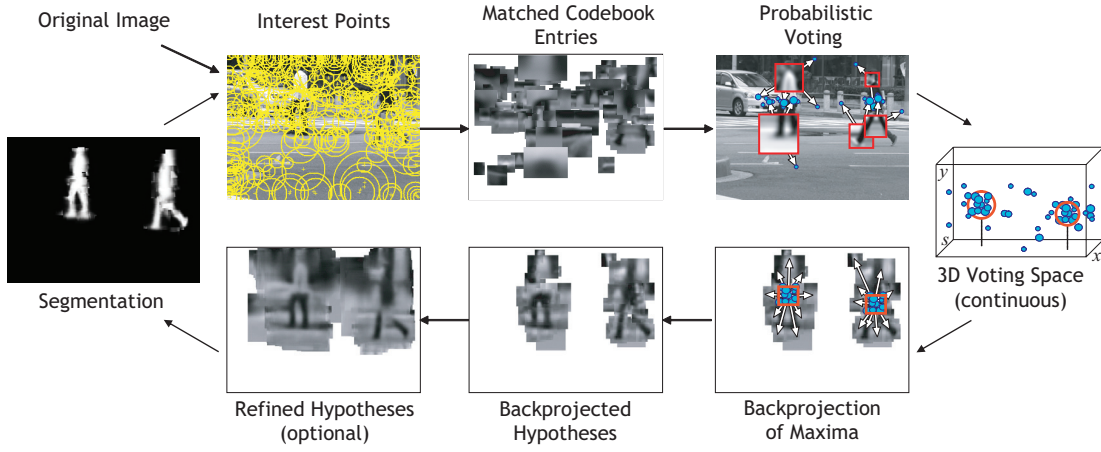 Original Image
Interest Points
Matched Codebook
Entries
Probabilistic
Voting
y
s
x
3D Voting Space
(continuous)
Segmentation
Refined Hypotheses
(optional)
Backprojected
Hypotheses
Backprojection
of Maxima